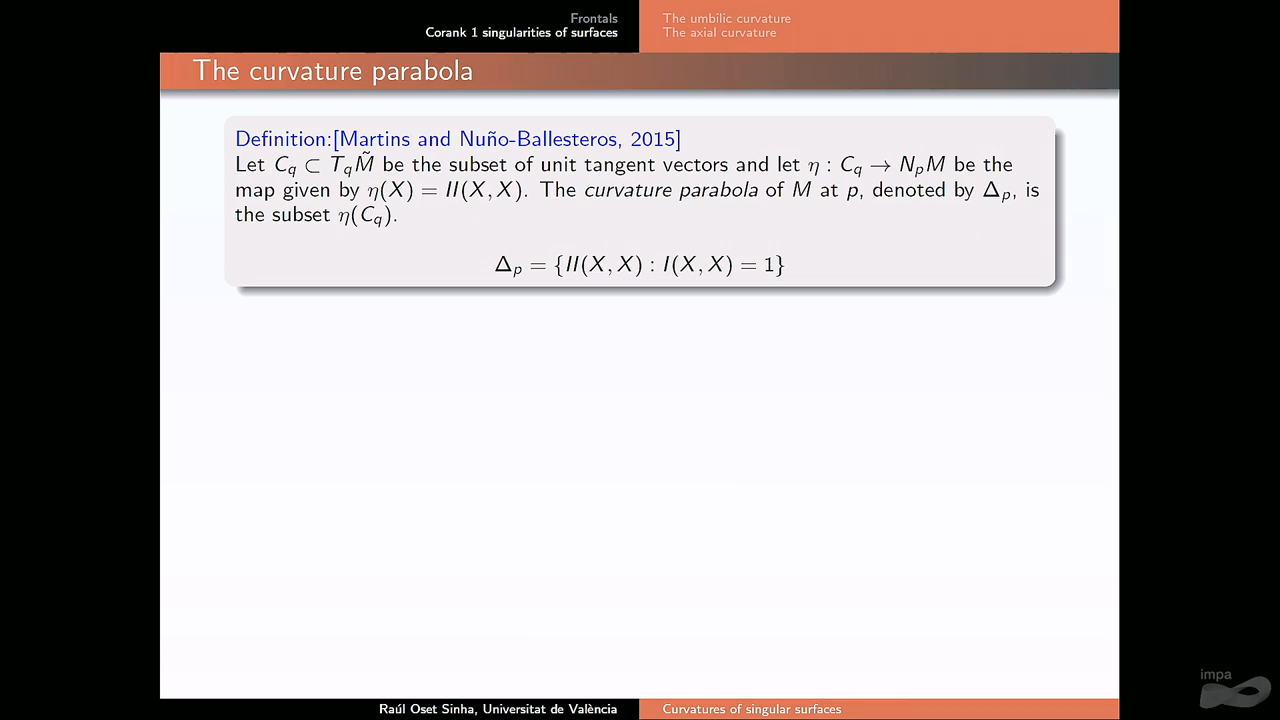 Frontals
Corank 1 singularities of surfaces
The umbilic curvature
The axial curvature
The curvature parabola
Definition:[Martins and Nuño-Ballesteros, 2015]
Let C_q ⊂ T_qM̃ be the subset of unit tangent vectors and let η : C_q → N_pM be the
map given by η(X) = II(X, X). The curvature parabola of M at p, denoted by Δ_p, is
the subset η(C_q).
Δ_p = {II(X, X) : I(X, X) = 1}
impa
Raúl Oset Sinha, Universitat de València
Curvatures of singular surfaces